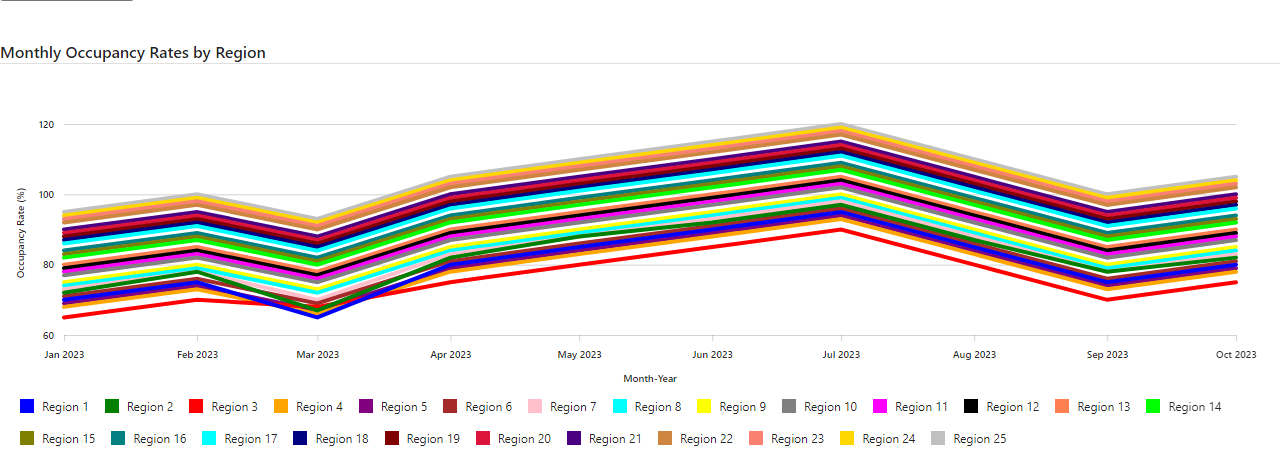 Monthly Occupancy Rates by Region
120
100
80
60
Occupancy Rate (%)
Jan 2023 Feb 2023 Mar 2023 Apr 2023 May 2023 Jun 2023 Jul 2023 Aug 2023 Sep 2023 Oct 2023
Month-Year
Region 1 Region 2 Region 3 Region 4 Region 5 Region 6 Region 7 Region 8 Region 9 Region 10 Region 11 Region 12 Region 13 Region 14
Region 15 Region 16 Region 17 Region 18 Region 19 Region 20 Region 21 Region 22 Region 23 Region 24 Region 25